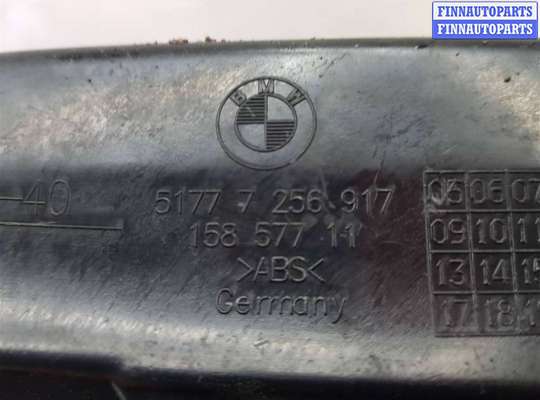 FINNAUTOPARTS
FINNAUTOPARTS
BMW
-40
5177 7 256 917
158 577 11
>ABS<
Germany
05 06 07
09 10 11
13 14 15
17 18